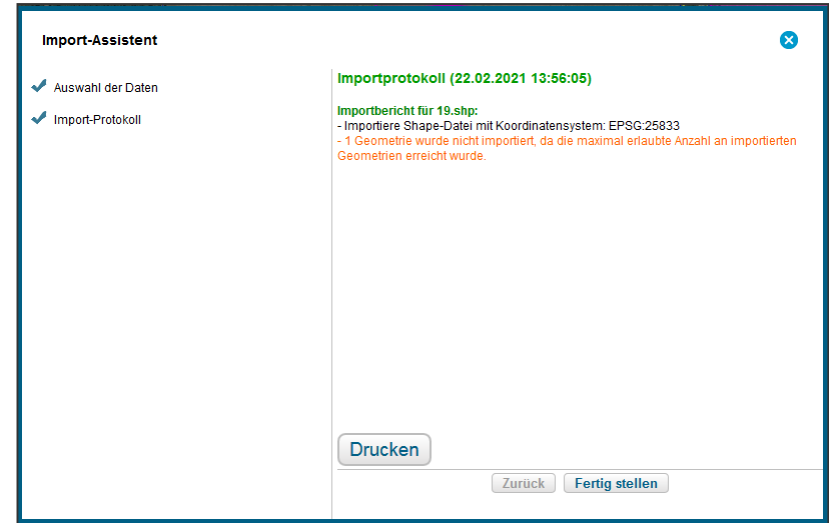 Import-Assistent
Auswahl der Daten
Import-Protokoll
Importprotokoll (22.02.2021 13:56:05)
Importbericht für 19.shp:
- Importiere Shape-Datei mit Koordinatensystem: EPSG:25833
- 1 Geometrie wurde nicht importiert, da die maximal erlaubte Anzahl an importierten
Geometrien erreicht wurde.
Drucken
Zurück
Fertig stellen